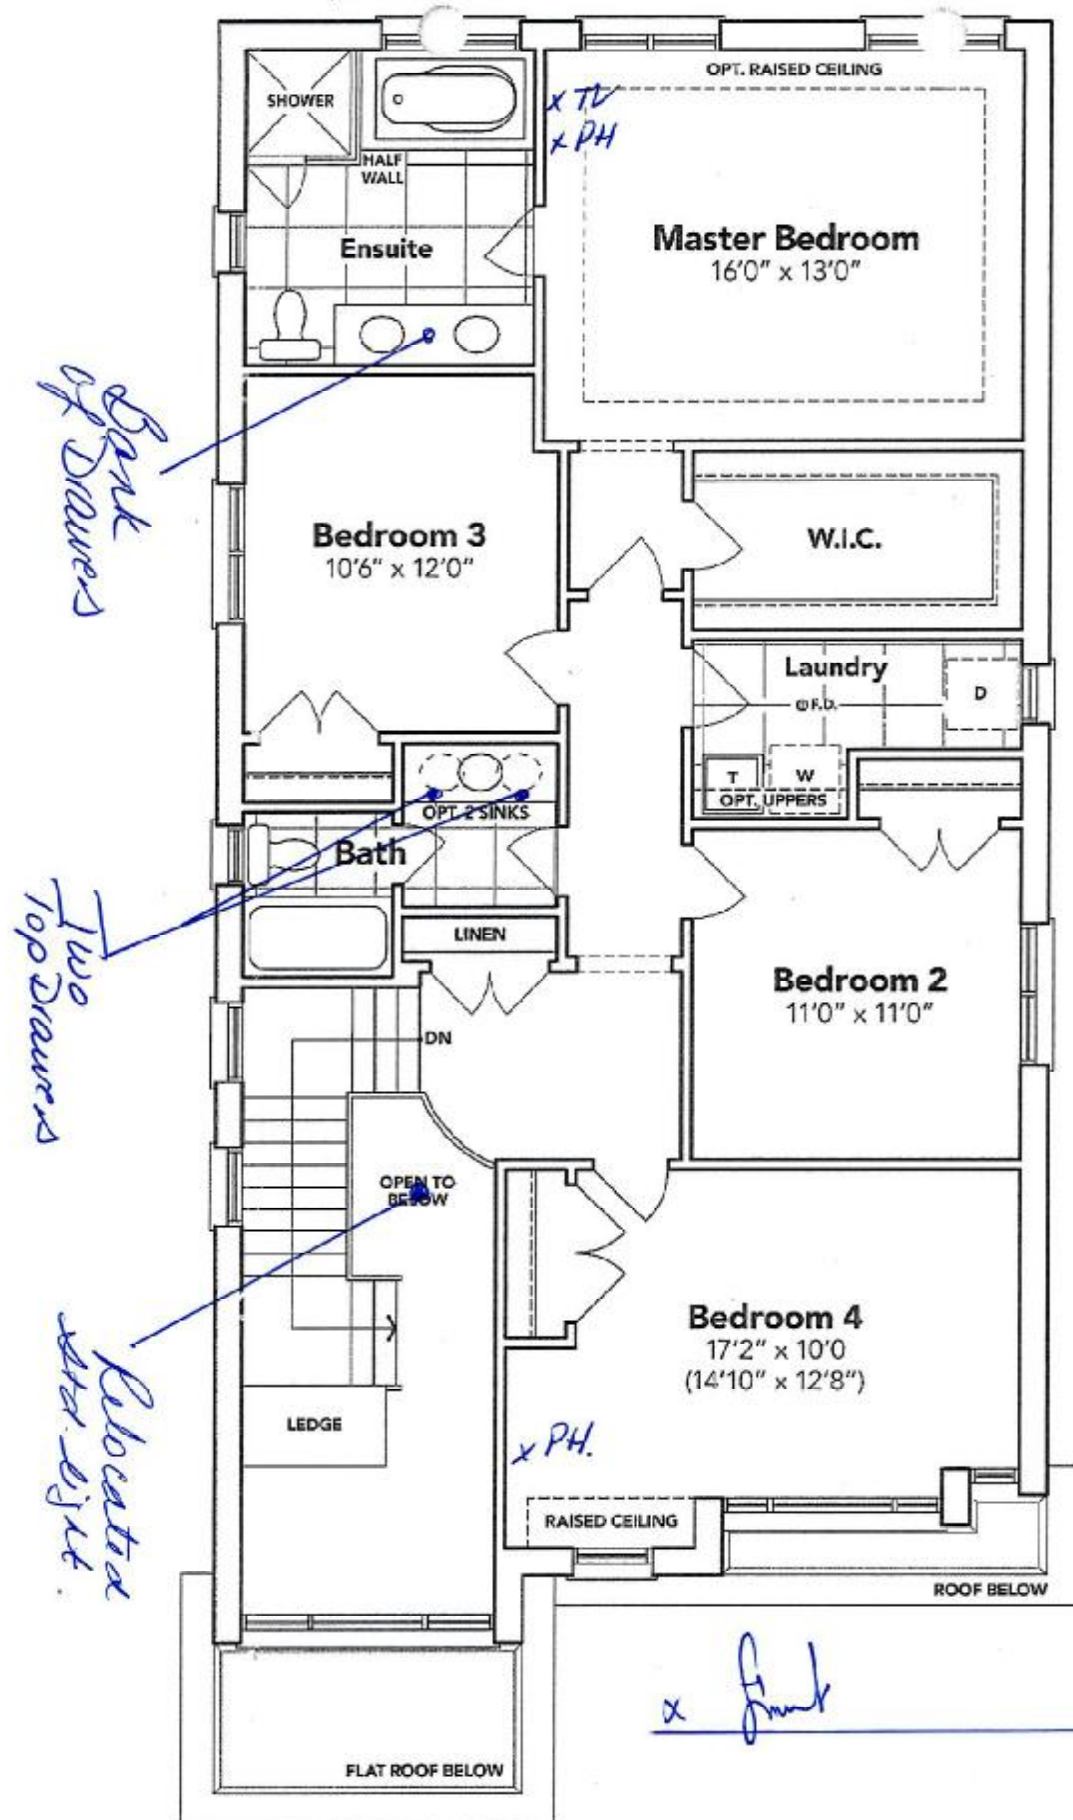 OPT. RAISED CEILING
SHOWER
x TV
x PH
HALF
WALL
Ensuite
Master Bedroom
16'0" x 13'0"
Bank
of Drawers
Bedroom 3
10'6" x 12'0"
W.I.C.
Laundry
F.D.
D
T
W
OPT. UPPERS
OPT. 2 SINKS
Bath
Two
Top Drawers
LINEN
Bedroom 2
11'0" x 11'0"
DN
OPEN TO
BELOW
Relocated
std. light.
Bedroom 4
17'2" x 10'0
(14'10" x 12'8")
LEDGE
x PH.
RAISED CEILING
ROOF BELOW
x
FLAT ROOF BELOW